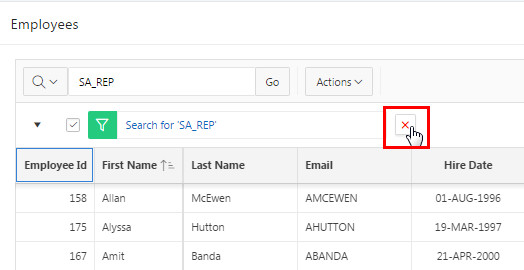 Employees
SA_REP Go Actions
Search for 'SA_REP'
Employee Id First Name Last Name Email Hire Date
158 Allan McEwen AMCEWEN 01-AUG-1996
175 Alyssa Hutton AHUTTON 19-MAR-1997
167 Amit Banda ABANDA 21-APR-2000